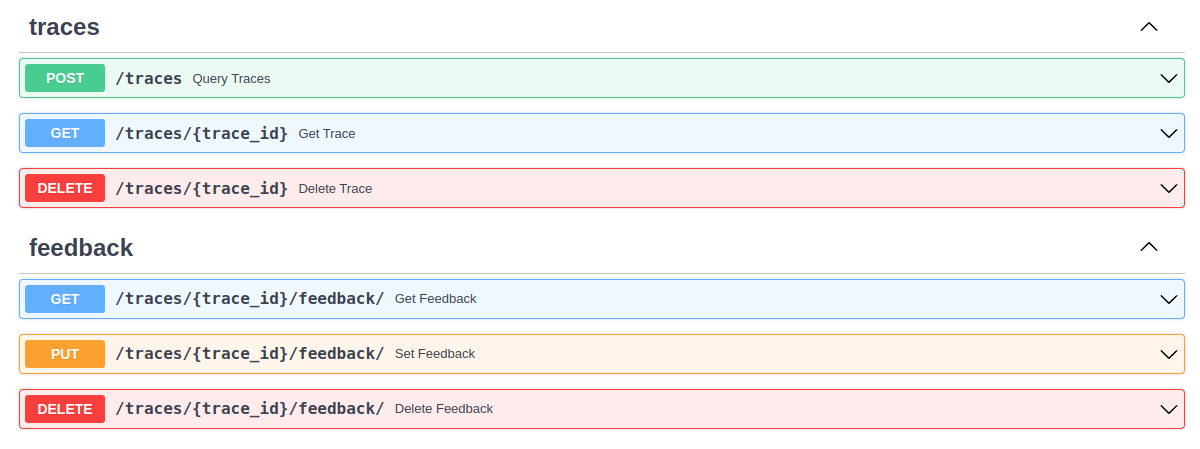 traces
POST /traces Query Traces
GET /traces/{trace_id} Get Trace
DELETE /traces/{trace_id} Delete Trace
feedback
GET /traces/{trace_id}/feedback/ Get Feedback
PUT /traces/{trace_id}/feedback/ Set Feedback
DELETE /traces/{trace_id}/feedback/ Delete Feedback